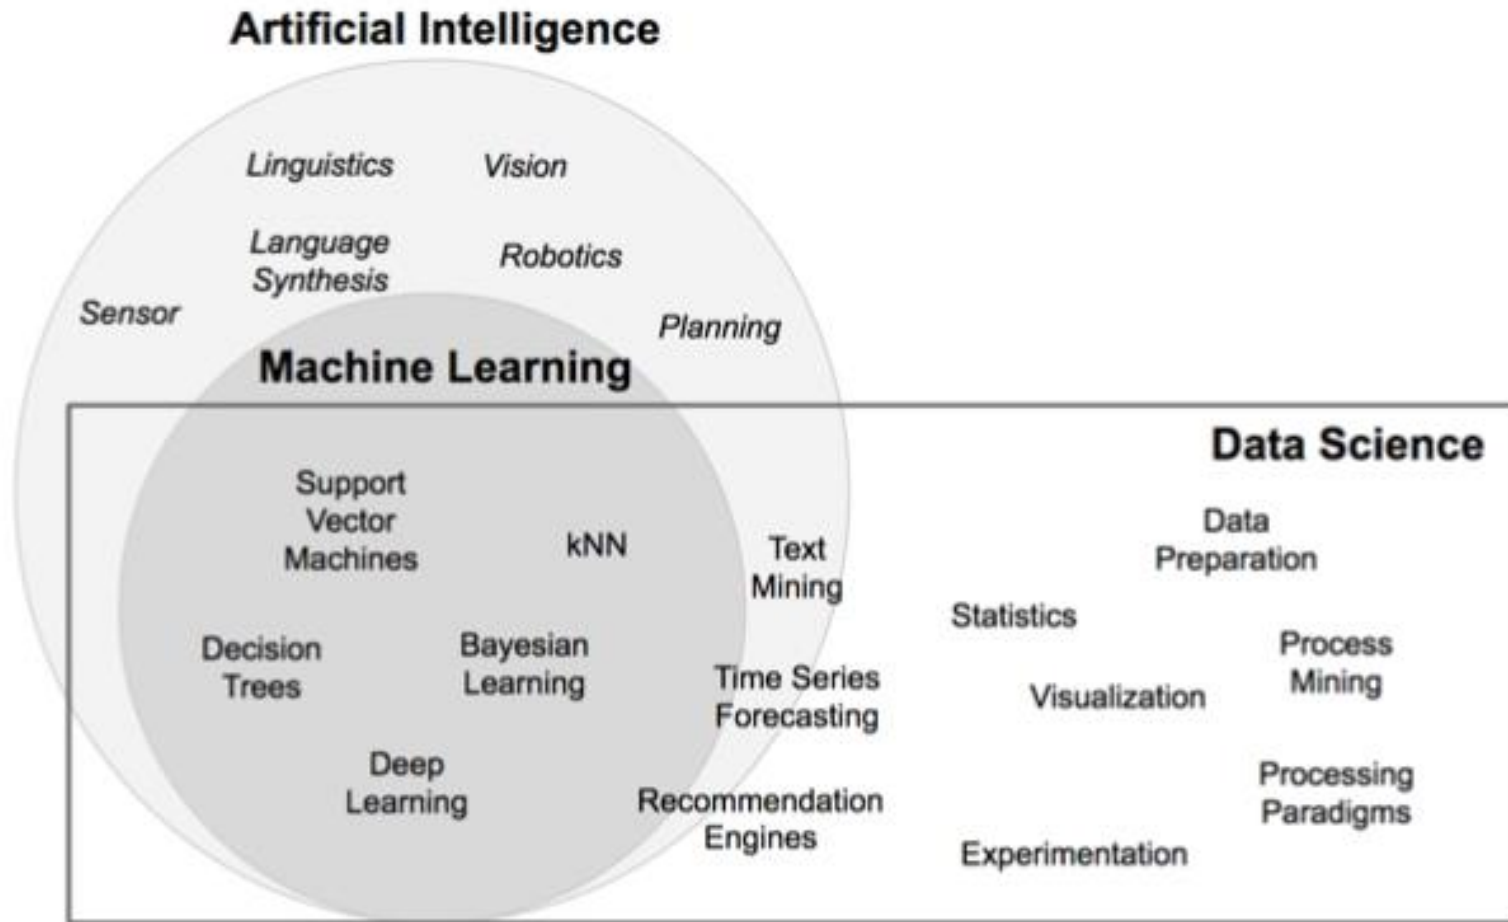 Artificial Intelligence
Linguistics
Vision
Language
Synthesis
Robotics
Sensor
Planning
Machine Learning
Data Science
Support
Vector
Machines
kNN
Text
Mining
Data
Preparation
Statistics
Decision
Trees
Bayesian
Learning
Time Series
Forecasting
Visualization
Process
Mining
Deep
Learning
Recommendation
Engines
Processing
Paradigms
Experimentation